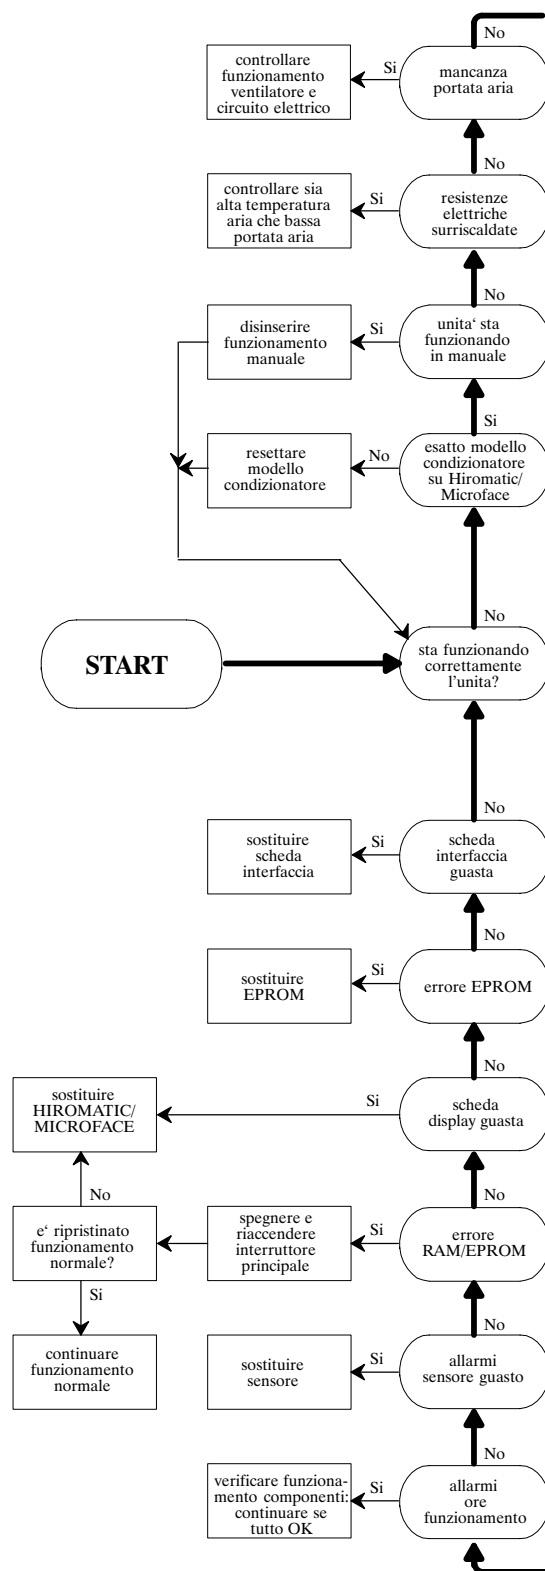 No
controllare
funzionamento
ventilatore e
circuito elettrico
Si
mancanza
portata aria
No
controllare sia
alta temperatura
aria che bassa
portata aria
Si
resistenze
elettriche
surriscaldate
No
disinserire
funzionamento
manuale
Si
unita‘ sta
funzionando
in manuale
Si
resettare
modello
condizionatore
No
esatto modello
condizionatore
su Hiromatic/
Microface
No
START
sta funzionando
correttamente
l'unita?
No
sostituire
scheda
interfaccia
Si
scheda
interfaccia
guasta
No
sostituire
EPROM
Si
errore EPROM
No
sostituire
HIROMATIC/
MICROFACE
Si
scheda
display guasta
No
No
e‘ ripristinato
funzionamento
normale?
spegnere e
riaccendere
interruttore
principale
Si
errore
RAM/EPROM
Si
No
continuare
funzionamento
normale
sostituire
sensore
Si
allarmi
sensore guasto
No
verificare funziona-
mento componenti:
continuare se
tutto OK
Si
allarmi
ore
funzionamento